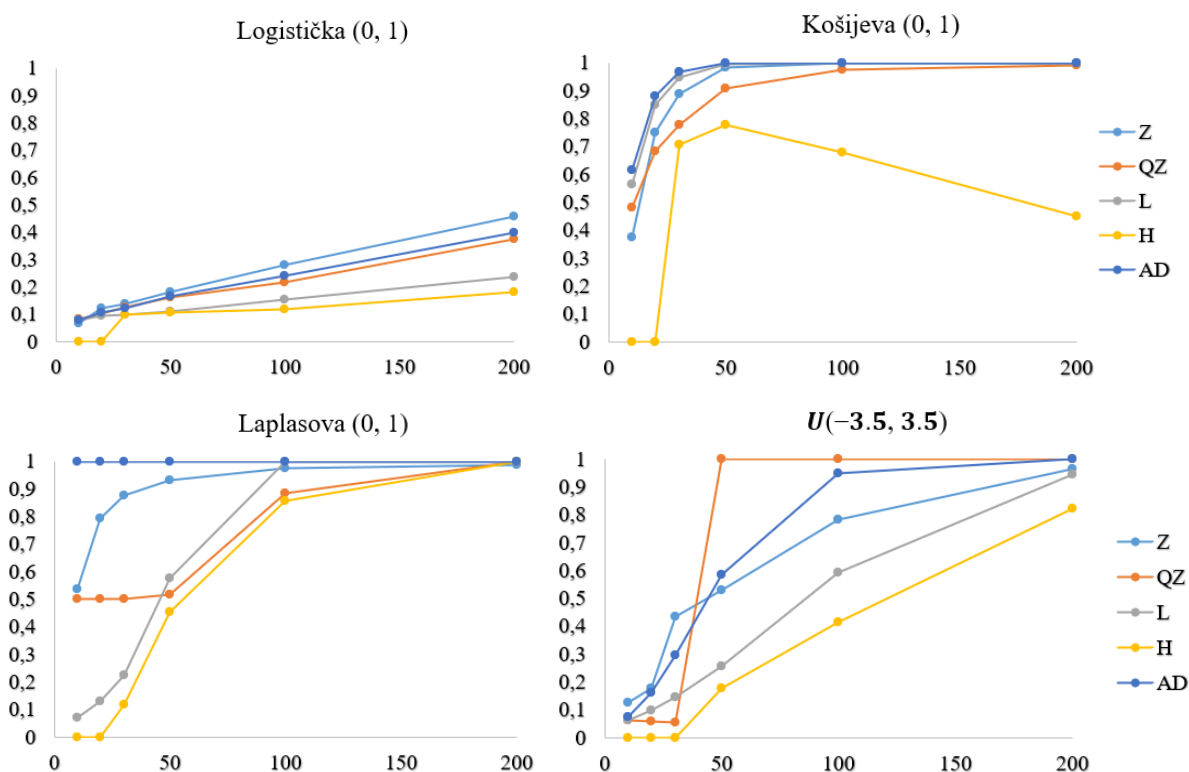 Logistička (0, 1)
1
0,9
0,8
0,7
0,6
0,5
0,4
0,3
0,2
0,1
0
0 50 100 150 200
Košijeva (0, 1)
1
0,9
0,8
0,7
0,6
0,5
0,4
0,3
0,2
0,1
0
0 50 100 150 200
Z
QZ
L
H
AD
Laplasova (0, 1)
1
0,9
0,8
0,7
0,6
0,5
0,4
0,3
0,2
0,1
0
0 50 100 150 200
U(−3.5, 3.5)
1
0,9
0,8
0,7
0,6
0,5
0,4
0,3
0,2
0,1
0
0 50 100 150 200
Z
QZ
L
H
AD